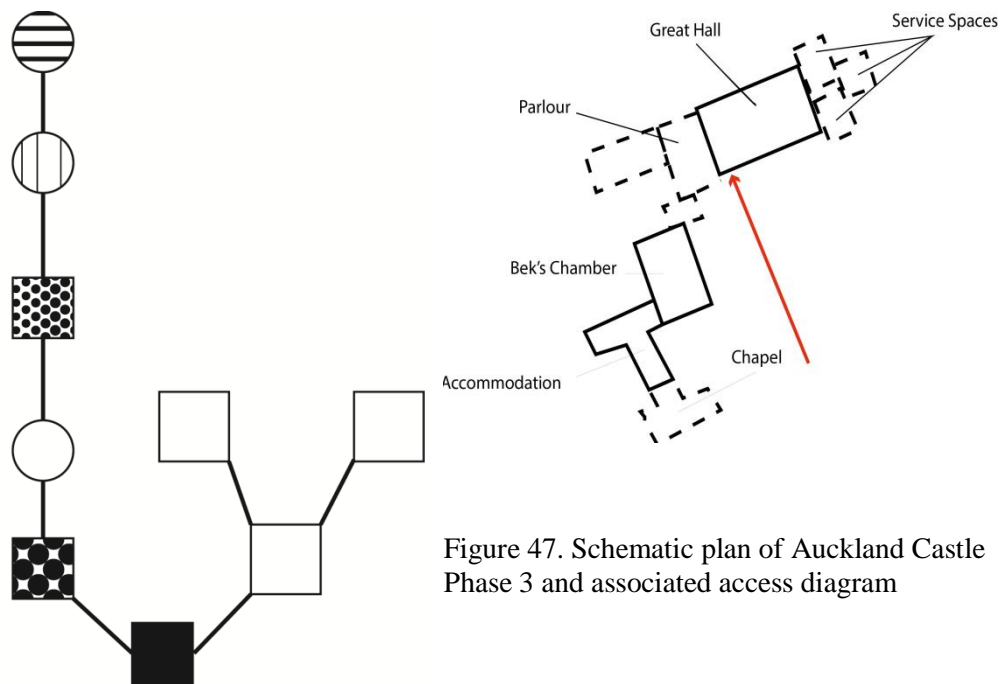 Service Spaces
Great Hall
Parlour
Bek's Chamber
Chapel
Accommodation
Figure 47. Schematic plan of Auckland Castle
Phase 3 and associated access diagram